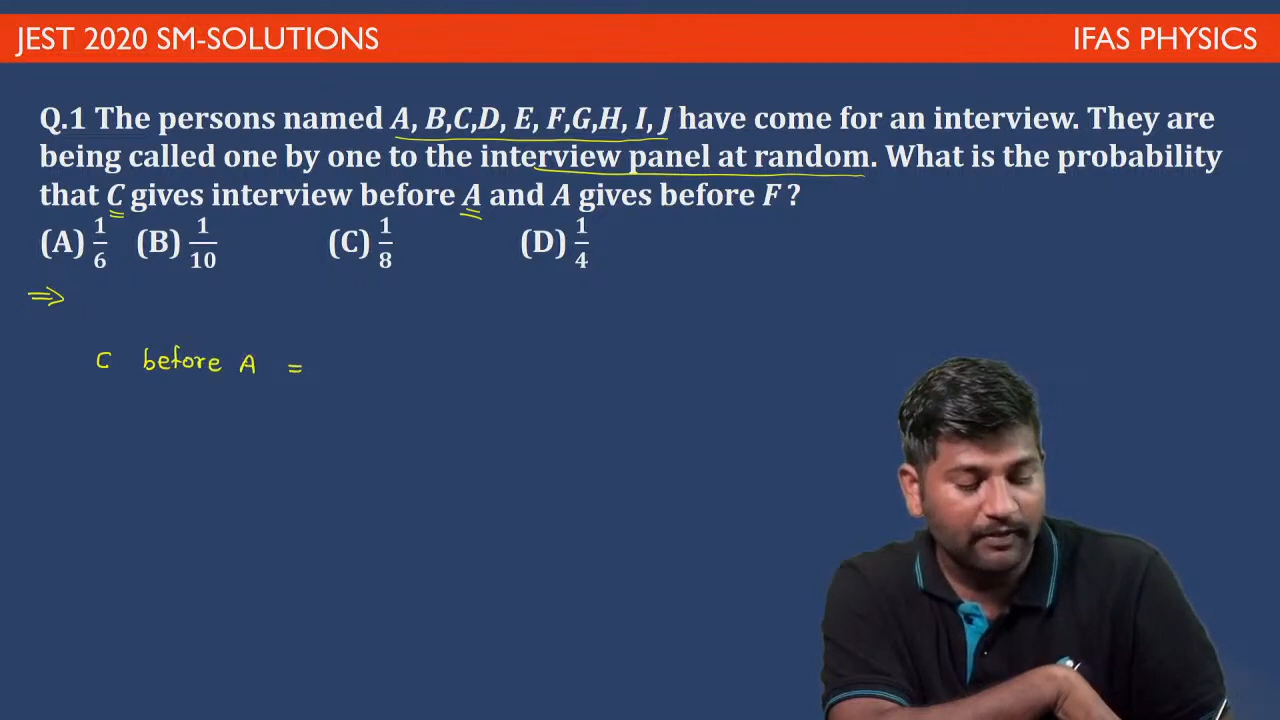 JEST 2020 SM-SOLUTIONS IFAS PHYSICS
Q.1 The persons named A, B,C,D, E, F,G,H, I, J have come for an interview. They are
being called one by one to the interview panel at random. What is the probability
that C gives interview before A and A gives before F ?
(A) 1/6 (B) 1/10 (C) 1/8 (D) 1/4
⇒
C before A =